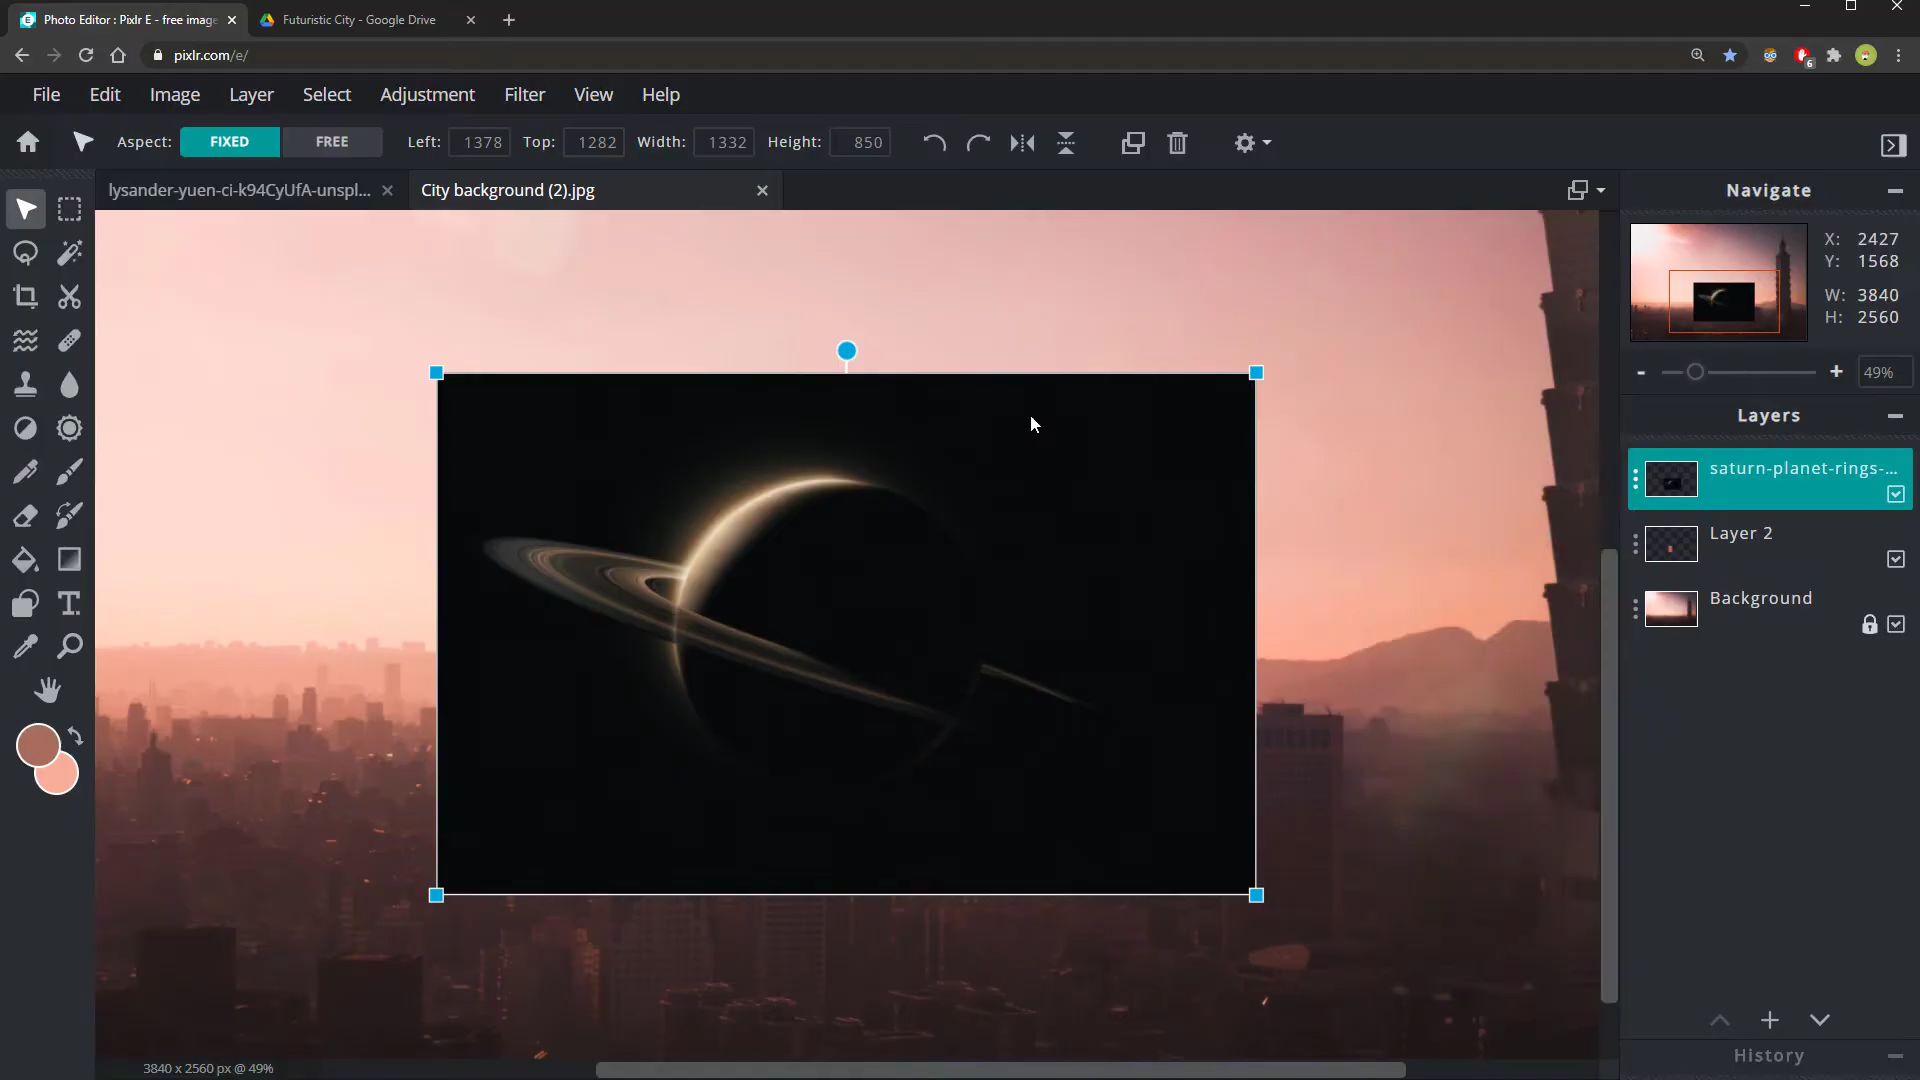 Photo Editor : Pixlr E - free image
Futuristic City - Google Drive
pixlr.com/e/
6
File Edit Image Layer Select Adjustment Filter View Help
Aspect: FIXED FREE Left: 1378 Top: 1282 Width: 1332 Height: 850
lysander-yuen-ci-k94CyUfA-unspl...
City background (2).jpg
Navigate
X: 2427
Y: 1568
W: 3840
H: 2560
- + 49%
Layers
saturn-planet-rings-...
Layer 2
Background
T
History
3840 x 2560 px @ 49%